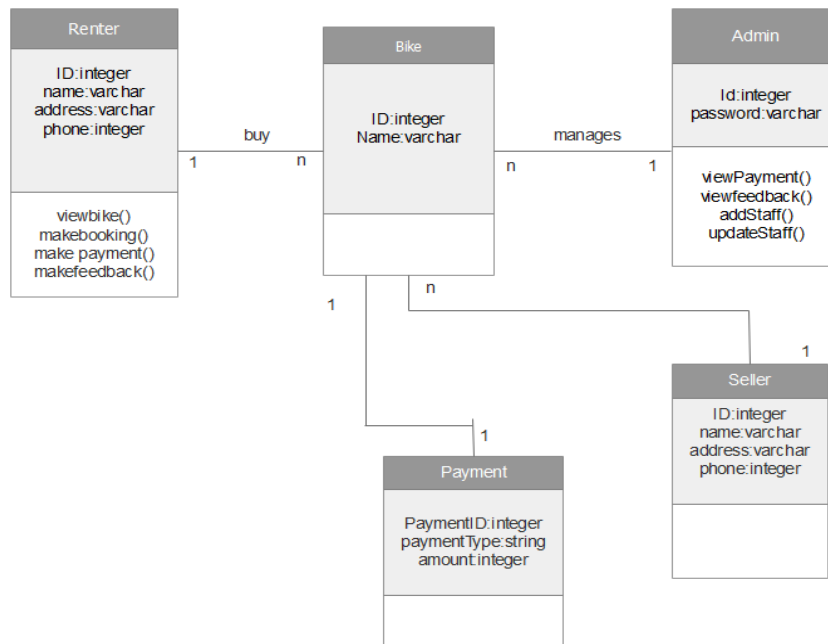 Renter
ID:integer
name:varchar
address:varchar
phone:integer
viewbike()
makebooking()
make payment()
makefeedback()
buy
1
n
Bike
ID:integer
Name:varchar
manages
n
1
Admin
Id:integer
password:varchar
viewPayment()
viewfeedback()
addStaff()
updateStaff()
1
n
1
1
Seller
ID:integer
name:varchar
address:varchar
phone:integer
Payment
PaymentID:integer
paymentType:string
amount:integer